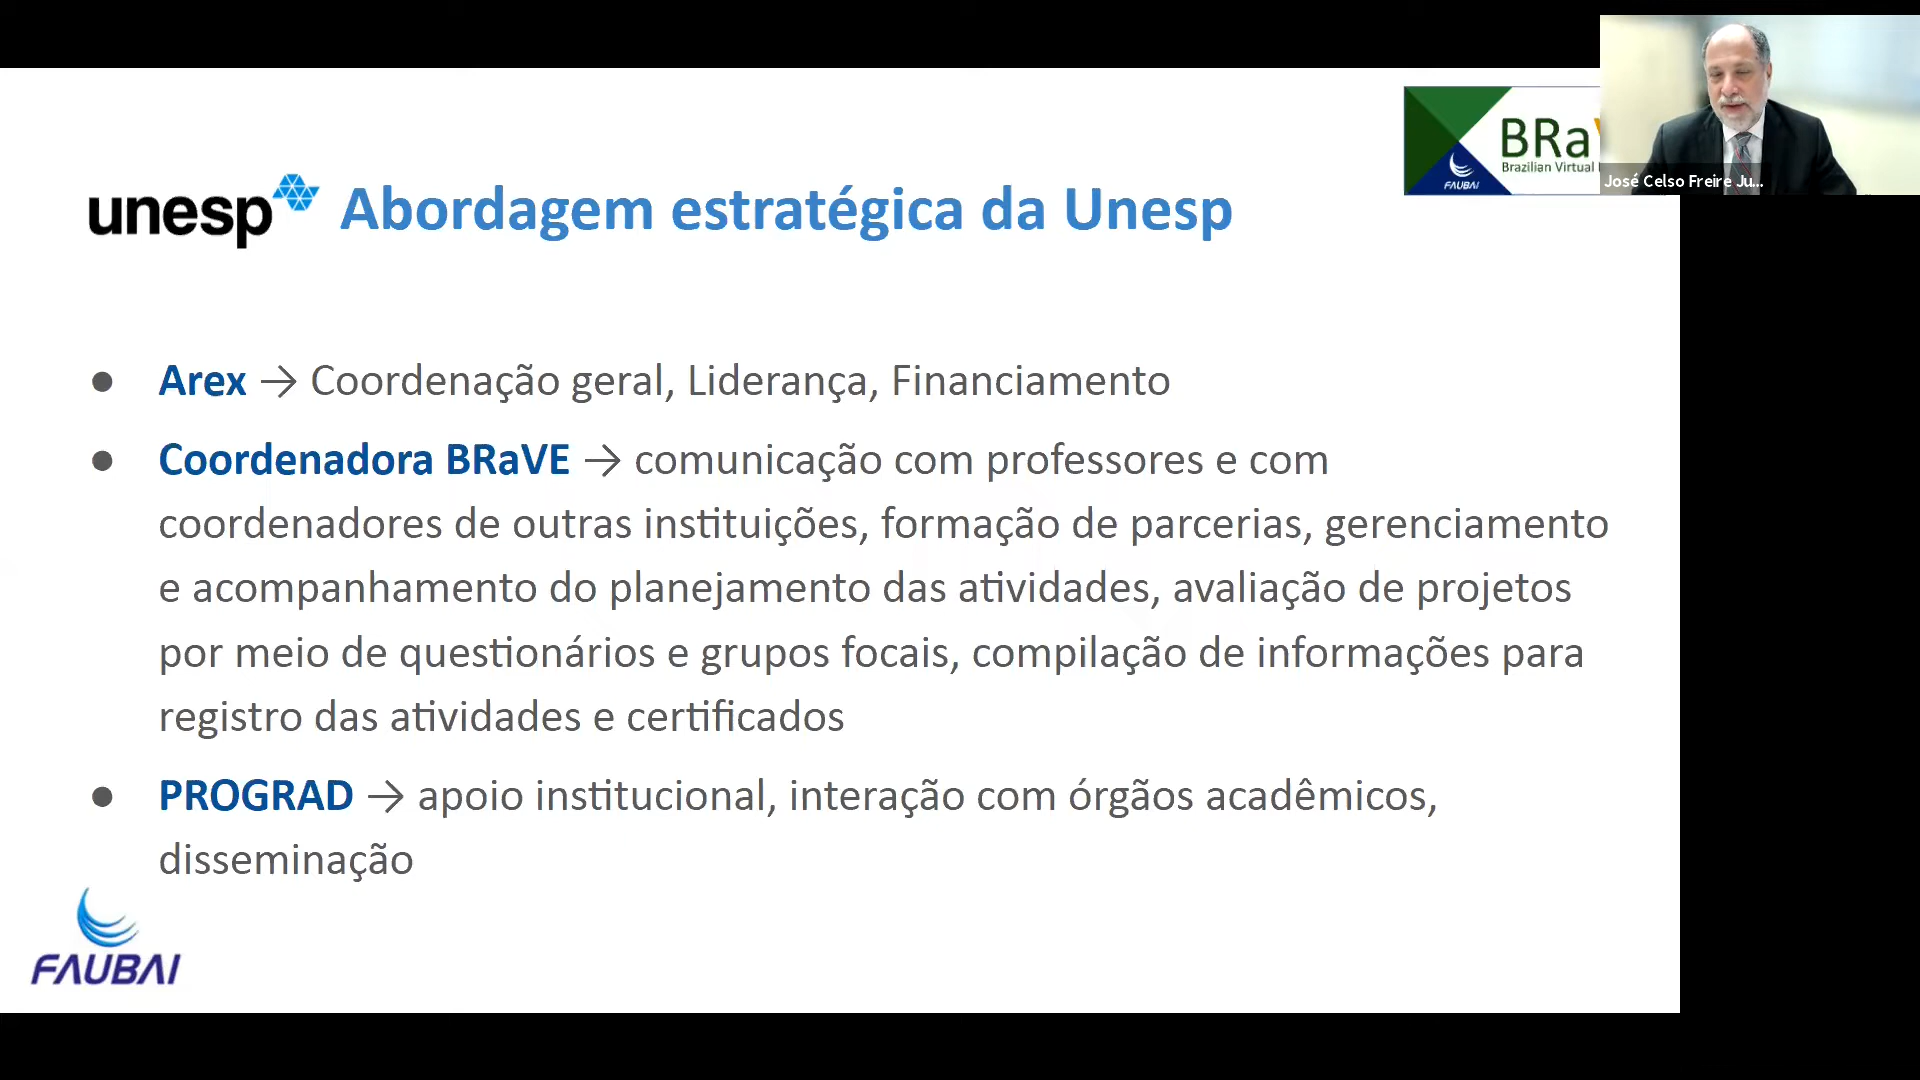 unesp
Abordagem estratégica da Unesp
BRa
Brazilian Virtual
FAUBAI
José Celso Freire Ju...
● Arex → Coordenação geral, Liderança, Financiamento
● Coordenadora BRaVE → comunicação com professores e com
coordenadores de outras instituições, formação de parcerias, gerenciamento
e acompanhamento do planejamento das atividades, avaliação de projetos
por meio de questionários e grupos focais, compilação de informações para
registro das atividades e certificados
● PROGRAD → apoio institucional, interação com órgãos acadêmicos,
disseminação
FAUBAI